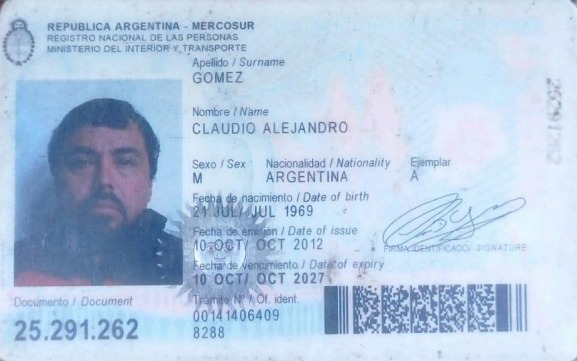 REPUBLICA ARGENTINA - MERCOSUR
REGISTRO NACIONAL DE LAS PERSONAS
MINISTERIO DEL INTERIOR Y TRANSPORTE
Apellido / Surname
GOMEZ
Nombre / Name
CLAUDIO ALEJANDRO
Sexo / Sex Nacionalidad / Nationality Ejemplar
M ARGENTINA A
Fecha de nacimiento / Date of birth
21 JUL/ JUL 1969
Fecha de emisión / Date of issue
10 OCT/ OCT 2012
FIRMA IDENTIFICADO/ SIGNATURE
Fecha de vencimiento / Date of expiry
10 OCT/ OCT 2027
Documento / Document
25.291.262
Trámite Nº / Of. ident.
00141406409
8288